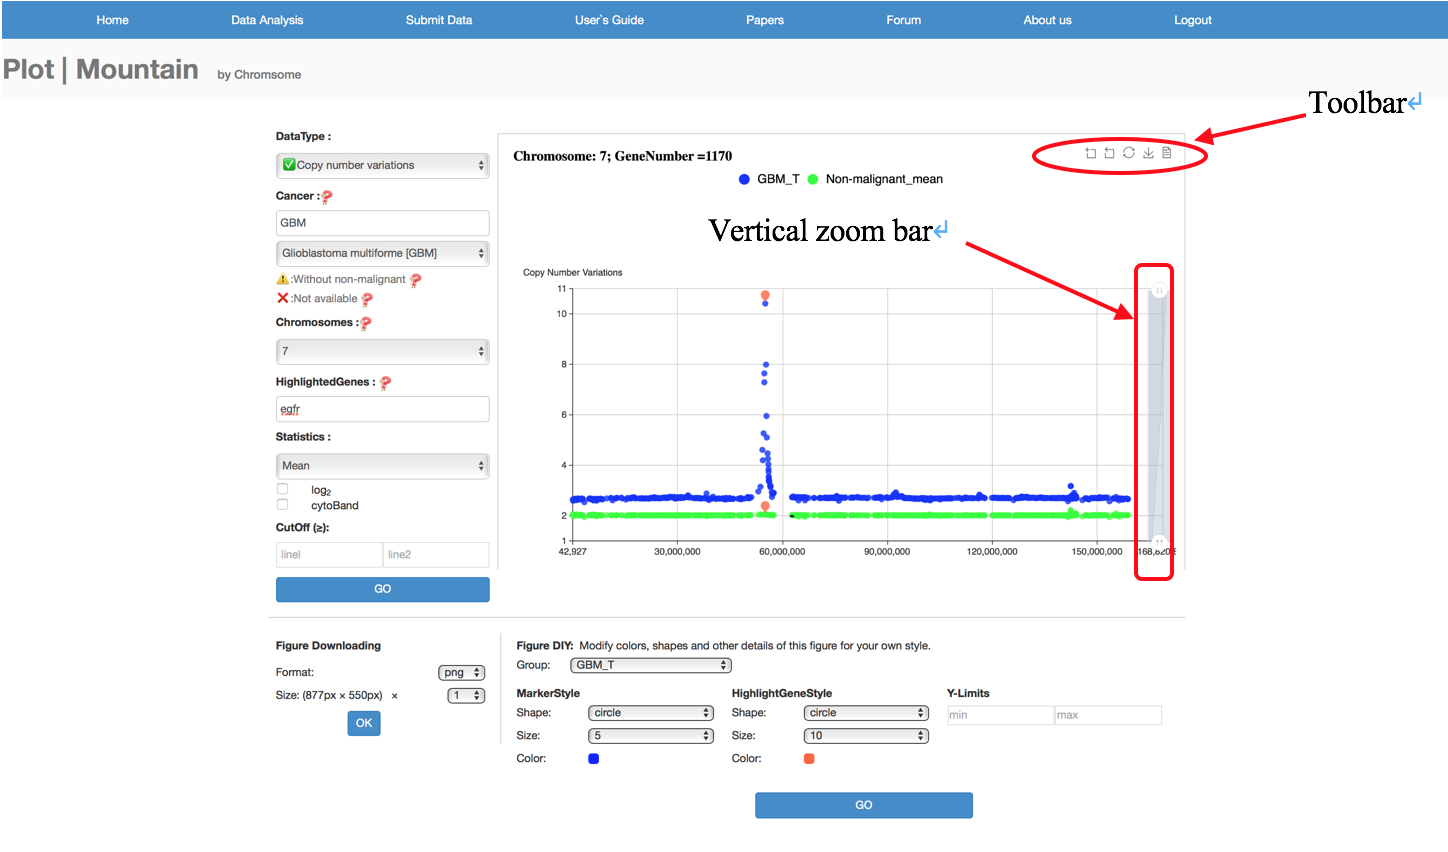 Home Data Analysis Submit Data User`s Guide Papers Forum About us Logout
Plot | Mountain by Chromsome
Toolbar
DataType :
Copy number variations
Cancer :
GBM
Glioblastoma multiforme [GBM]
:Without non-malignant
:Not available
Chromosomes :
7
HighlightedGenes :
egfr
Statistics :
Mean
log2
cytoBand
CutOff (≥):
line1 line2
GO
Chromosome: 7; GeneNumber =1170
GBM_T Non-malignant_mean
Vertical zoom bar
Copy Number Variations
11
10
8
6
4
2
1
42,927 30,000,000 60,000,000 90,000,000 120,000,000 150,000,000
Figure Downloading
Format: png
Size: (877px × 550px) × 1
OK
Figure DIY: Modify colors, shapes and other details of this figure for your own style.
Group: GBM_T
MarkerStyle HighlightGeneStyle Y-Limits
Shape: circle Shape: circle min max
Size: 5 Size: 10
Color: Color:
GO